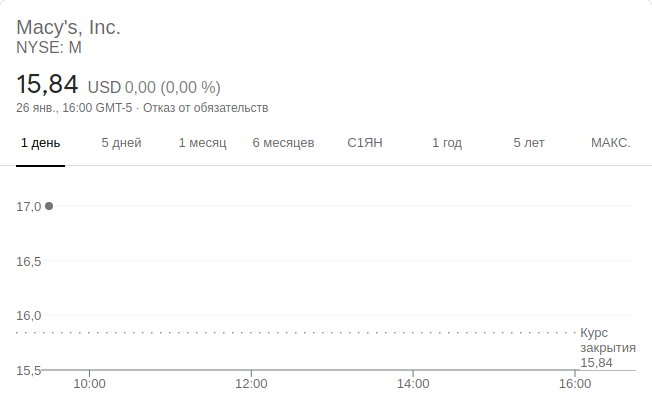 Macy's, Inc.
NYSE: M
15,84 USD 0,00 (0,00 %)
26 янв., 16:00 GMT-5 · Отказ от обязательств
1 день 5 дней 1 месяц 6 месяцев С1ЯН 1 год 5 лет МАКС.
17,0
16,5
16,0
Курс
закрытия
15,84
15,5
10:00 12:00 14:00 16:00